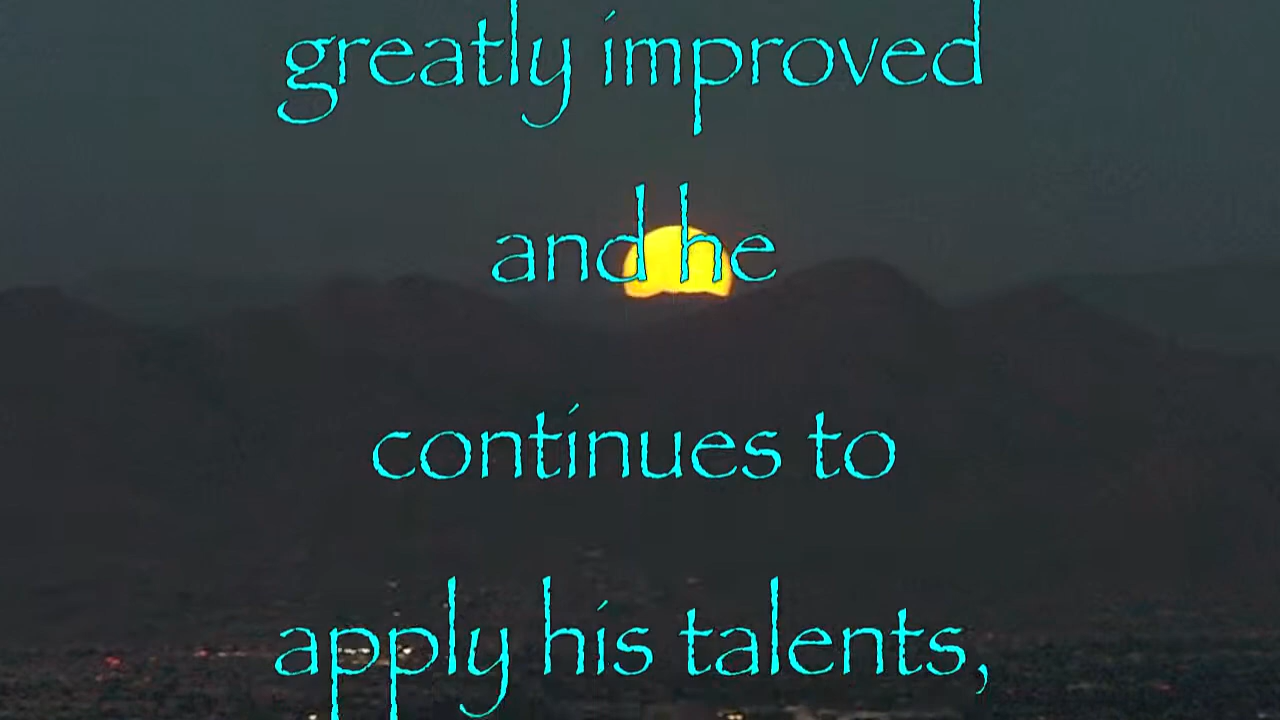 greatly improved
and he
continues to
apply his talents,